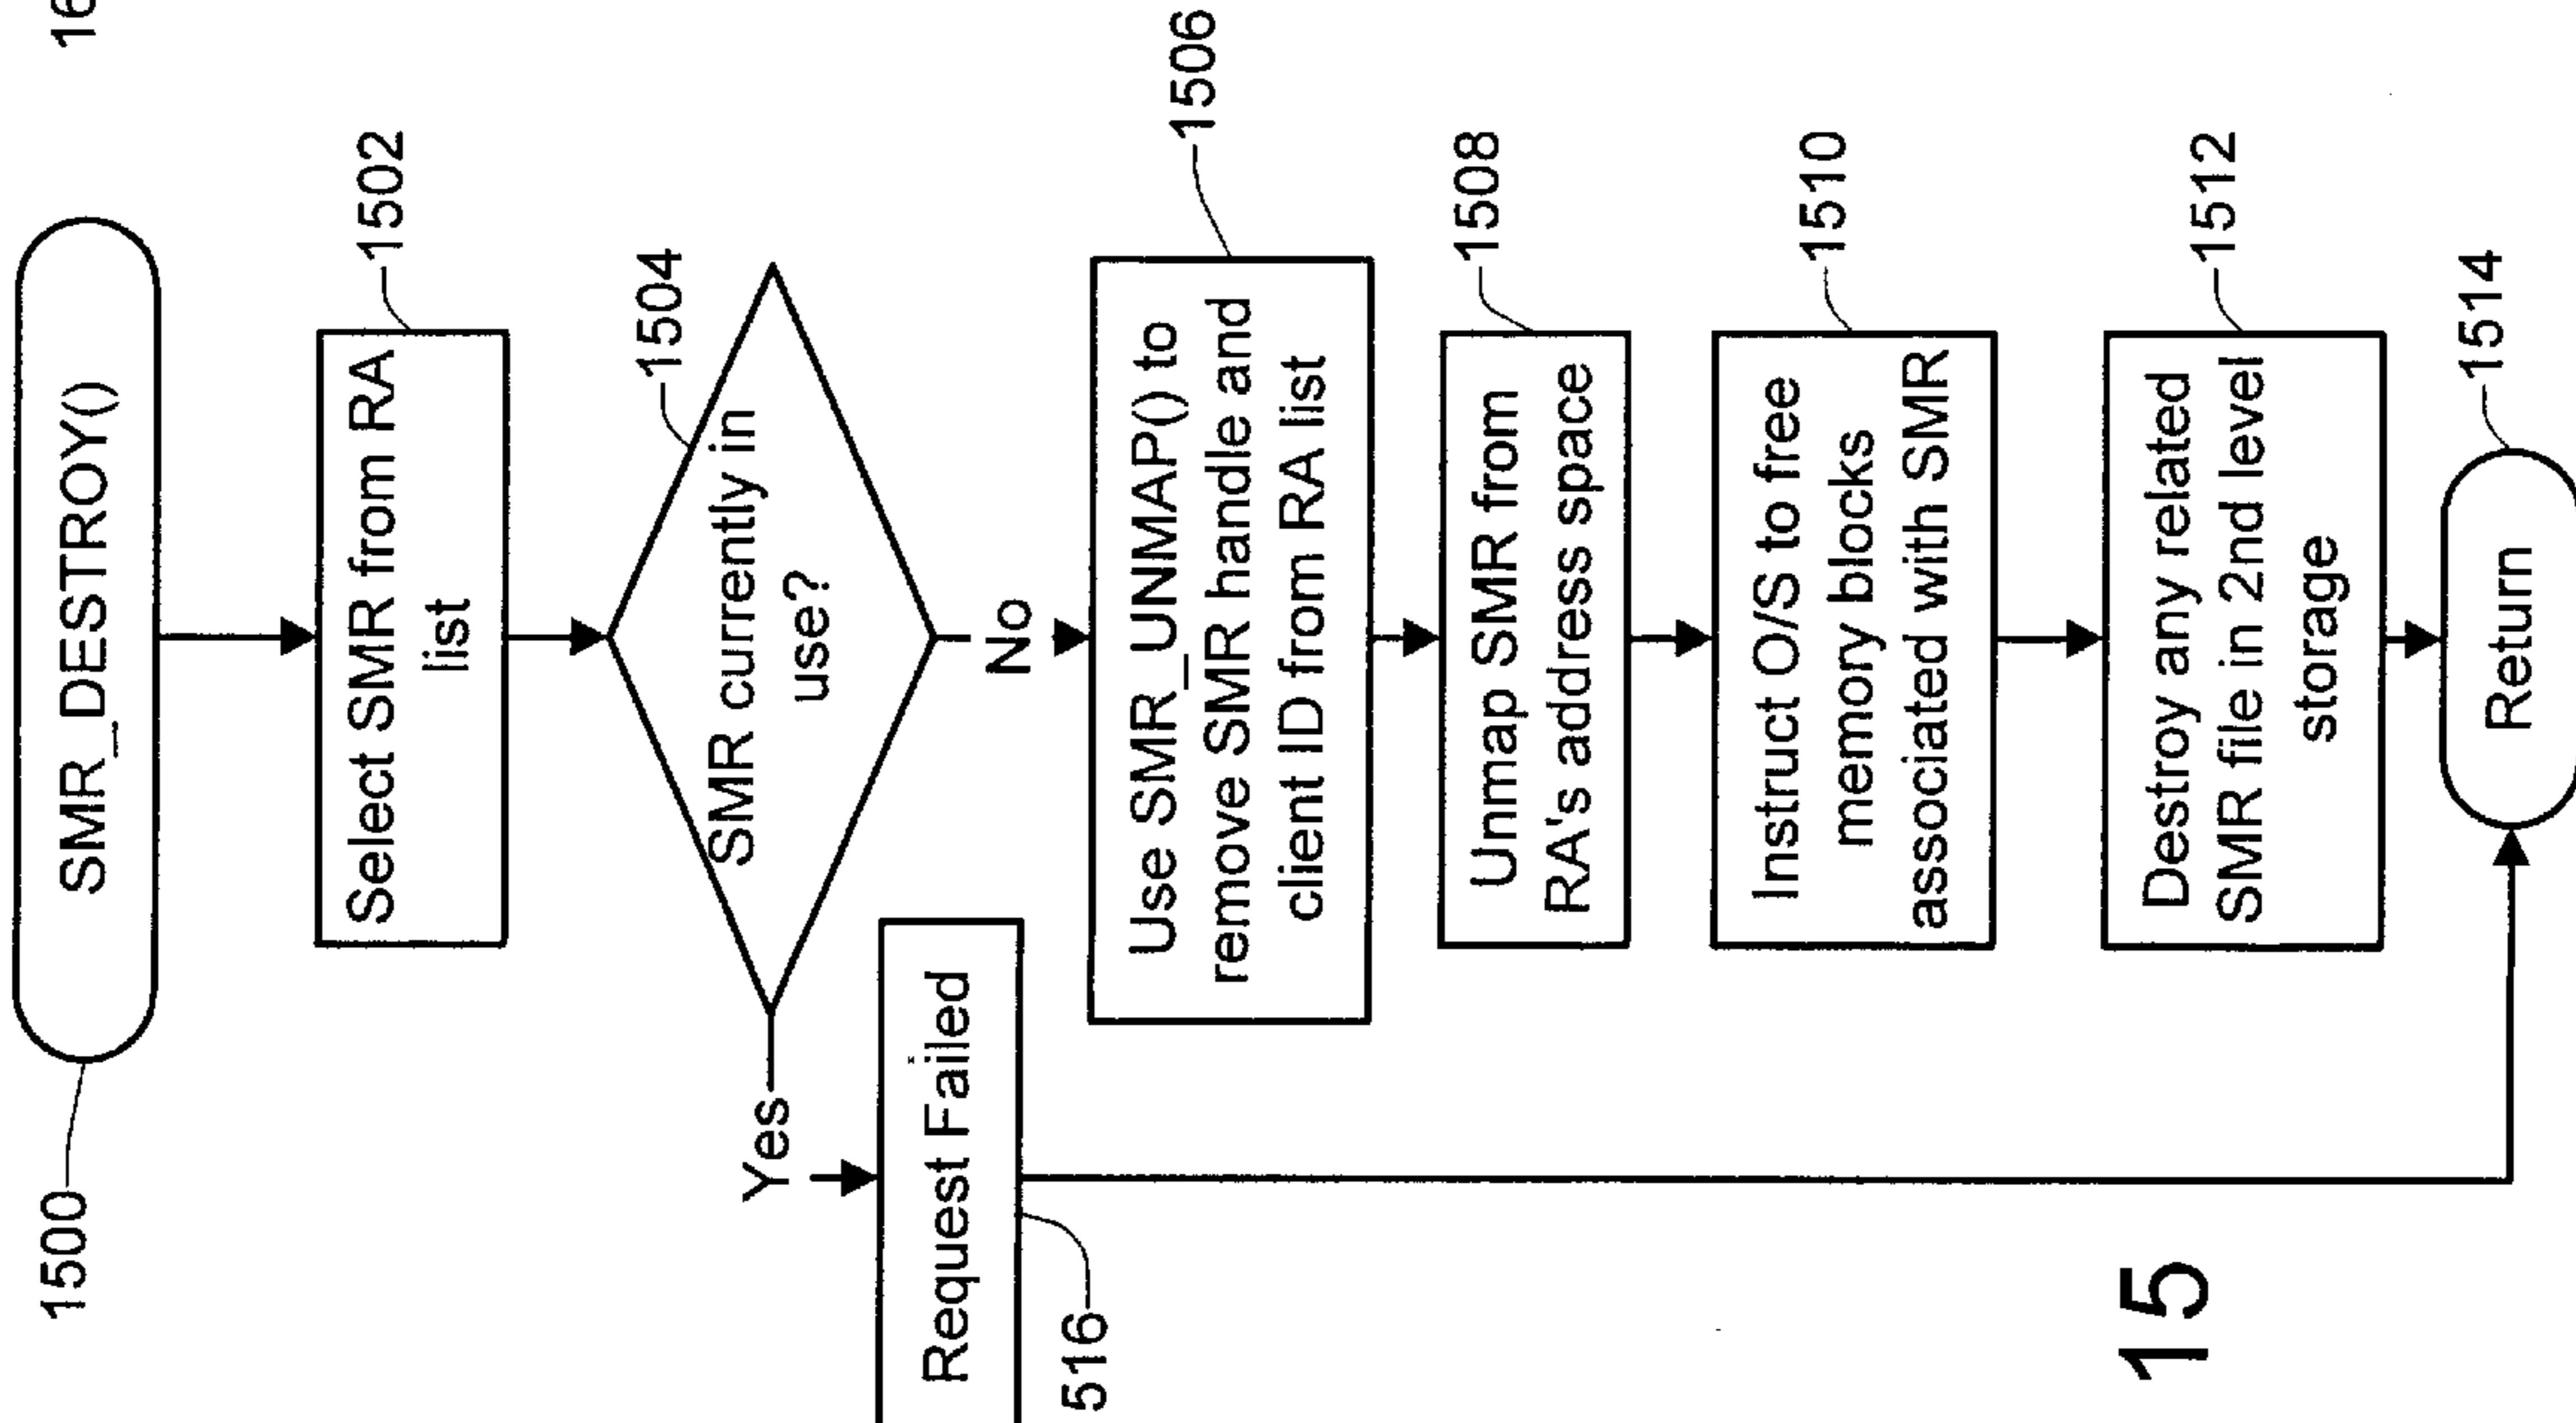 16
1500
SMR_DESTROY()
Select SMR from RA
list
1502
SMR currently in
use?
1504
Yes
No
Request Failed
516
Use SMR_UNMAP() to
remove SMR handle and
client ID from RA list
1506
Unmap SMR from
RA's address space
1508
Instruct O/S to free
memory blocks
associated with SMR
1510
Destroy any related
SMR file in 2nd level
storage
1512
Return
1514
15